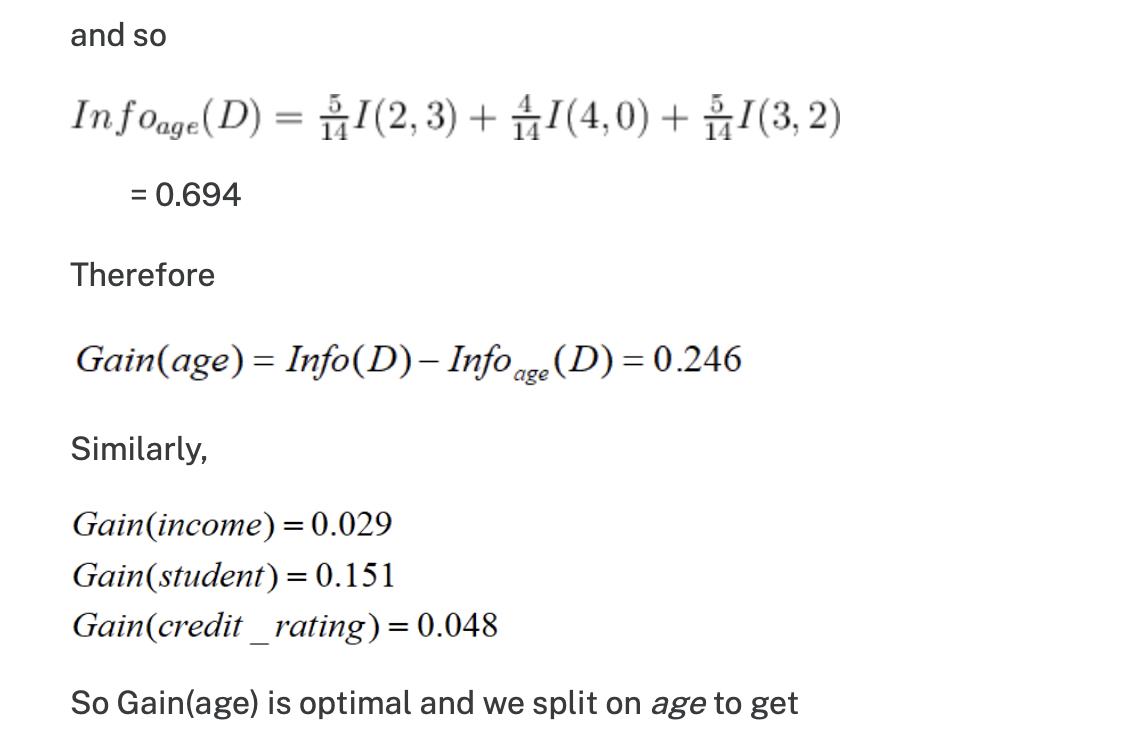 and so
Info_age(D) = 5/14 I(2, 3) + 4/14 I(4, 0) + 5/14 I(3, 2)
= 0.694
Therefore
Gain(age) = Info(D) – Info_age(D) = 0.246
Similarly,
Gain(income) = 0.029
Gain(student) = 0.151
Gain(credit_rating) = 0.048
So Gain(age) is optimal and we split on age to get